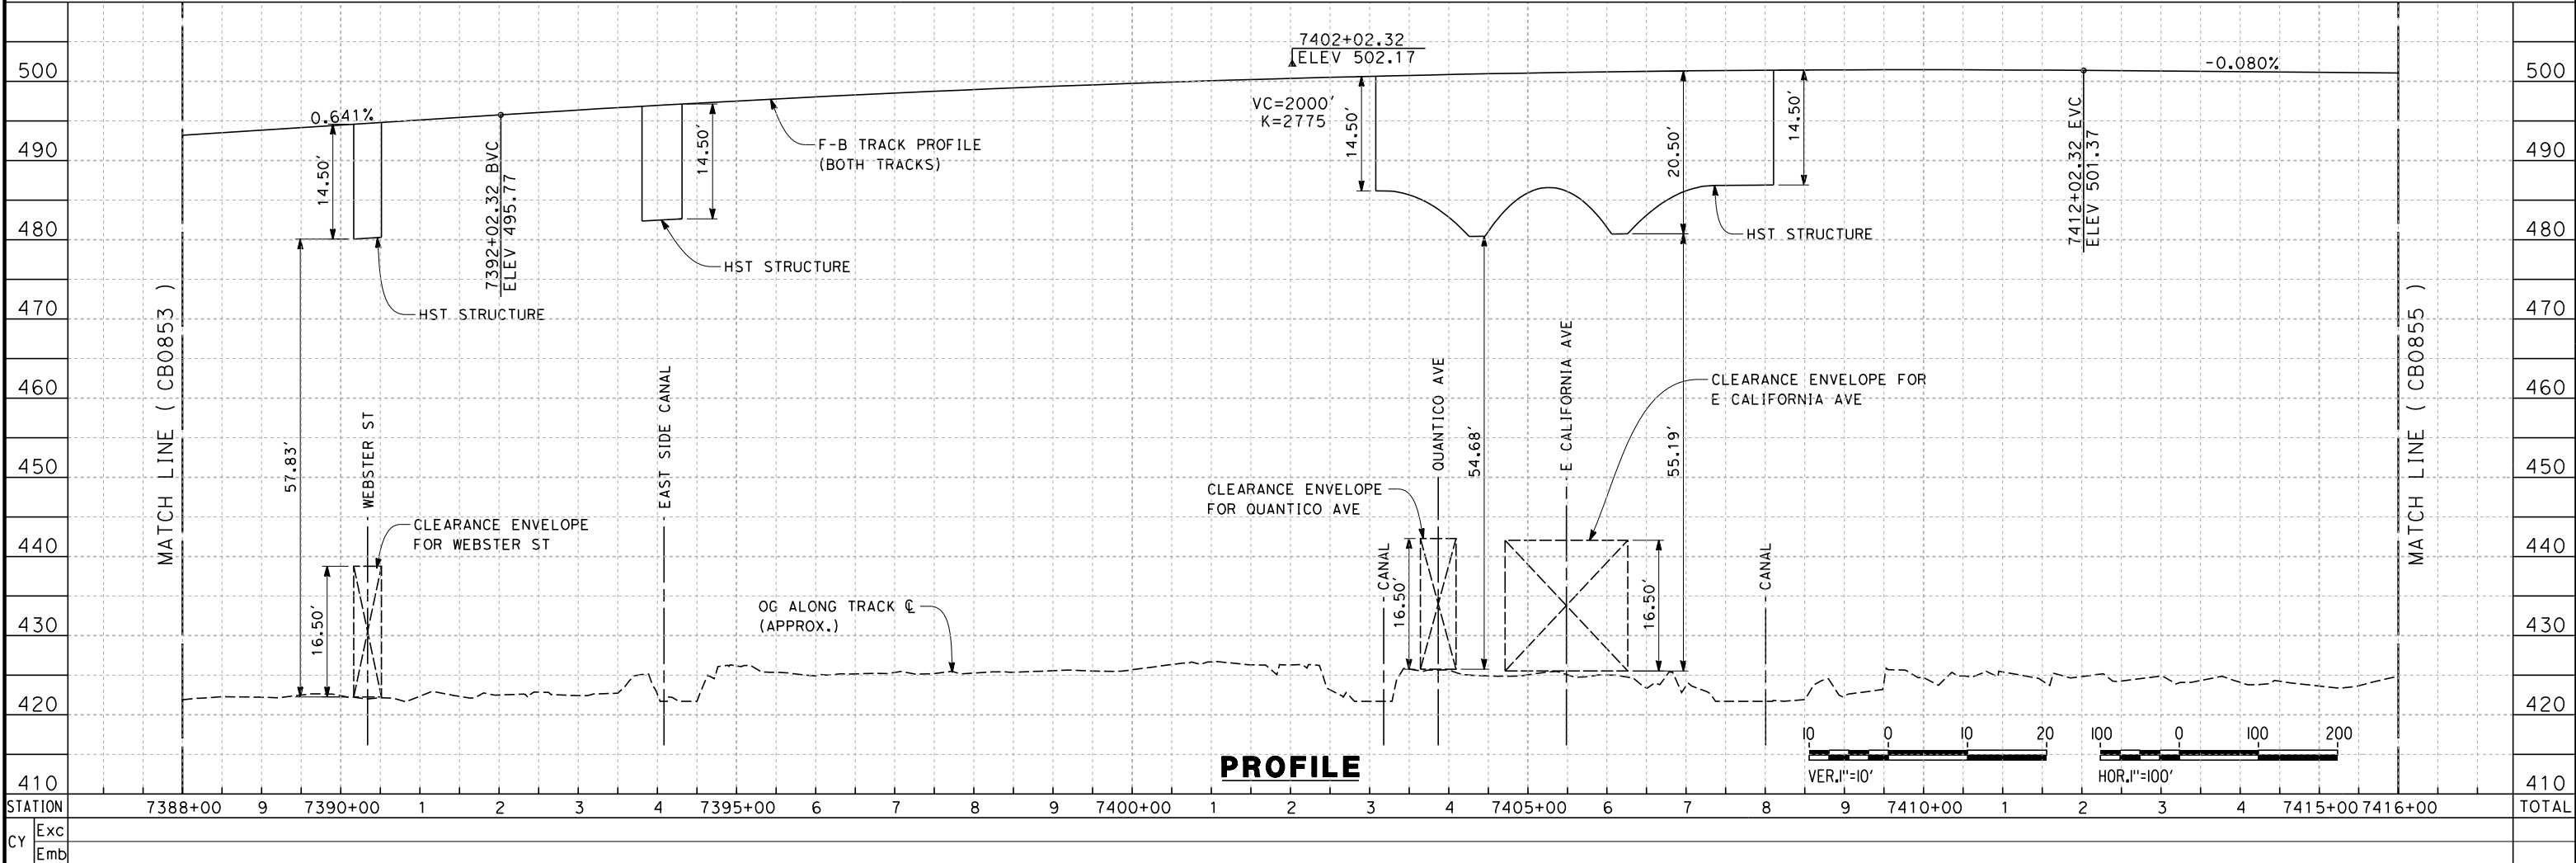 7402+02.32
ELEV 502.17
500
500
-0.080%
0.641%
VC=2000'
K=2775
14.50'
14.50'
14.50'
20.50'
14.50'
F-B TRACK PROFILE
(BOTH TRACKS)
490
490
7392+02.32 BVC
ELEV 495.77
7412+02.32 EVC
ELEV 501.37
480
480
HST STRUCTURE
HST STRUCTURE
HST STRUCTURE
470
470
MATCH LINE ( CB0853 )
MATCH LINE ( CB0855 )
460
460
CLEARANCE ENVELOPE FOR
E CALIFORNIA AVE
57.83'
WEBSTER ST
EAST SIDE CANAL
QUANTICO AVE
54.68'
E CALIFORNIA AVE
55.19'
450
450
CLEARANCE ENVELOPE
FOR QUANTICO AVE
CLEARANCE ENVELOPE
FOR WEBSTER ST
440
440
16.50'
CANAL
16.50'
16.50'
CANAL
OG ALONG TRACK ℄
(APPROX.)
430
430
420
420
10 0 10 20
VER.1"=10'
100 0 100 200
HOR.1"=100'
PROFILE
410
410
STATION 7388+00 9 7390+00 1 2 3 4 7395+00 6 7 8 9 7400+00 1 2 3 4 7405+00 6 7 8 9 7410+00 1 2 3 4 7415+00 7416+00 TOTAL
CY
Exc
Emb